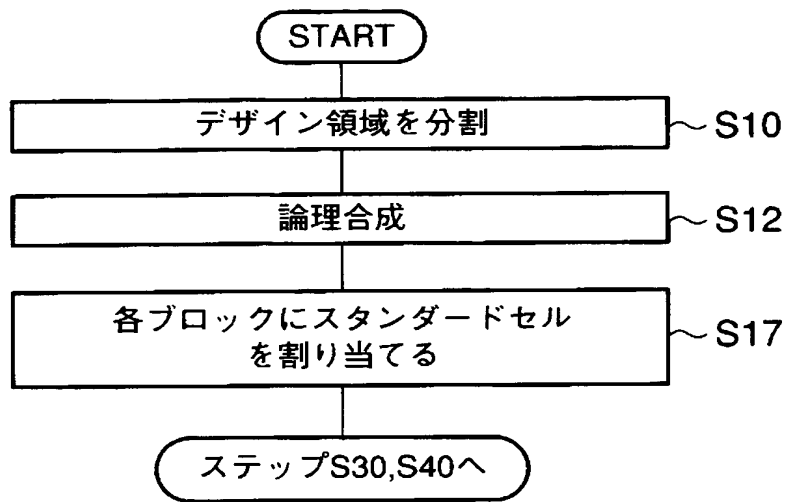 START
デザイン領域を分割
S10
論理合成
S12
各ブロックにスタンダードセル
を割り当てる
S17
ステップS30,S40へ